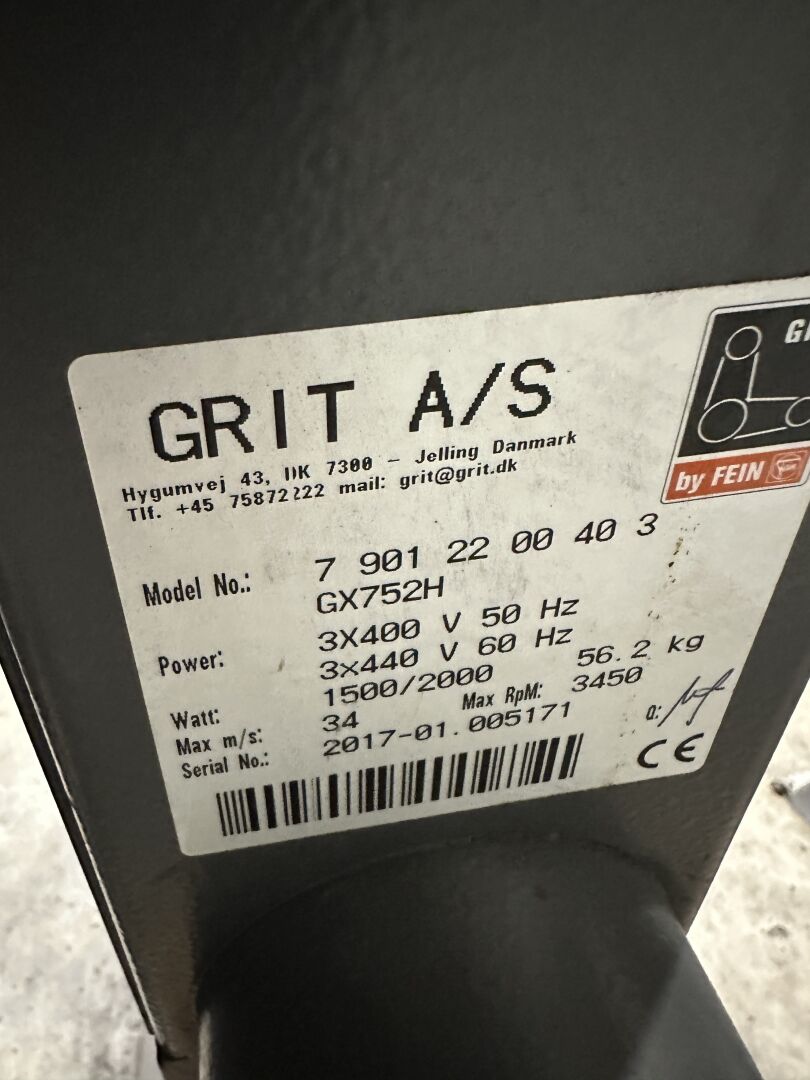 GRIT A/S
Hygumvej 43, DK 7300 – Jelling Danmark
Tlf. +45 75872222 mail: grit@grit.dk
by FEIN
Model No.: 7 901 22 00 40 3
GX752H
Power: 3X400 V 50 Hz
3x440 V 60 Hz
Watt: 1500/2000 56.2 kg
Max m/s: 34 Max RpM: 3450
Serial No.: 2017-01.005171 Q:
CE